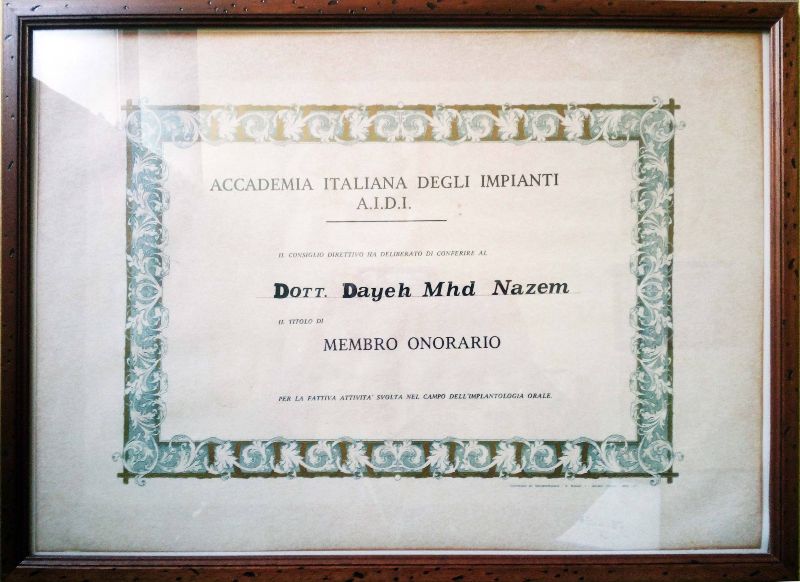 ACCADEMIA ITALIANA DEGLI IMPIANTI
A.I.D.I.
IL CONSIGLIO DIRETTIVO HA DELIBERATO DI CONFERIRE AL
DOTT. Dayeh Mhd Nazem
IL TITOLO DI
MEMBRO ONORARIO
PER LA FATTIVA ATTIVITA' SVOLTA NEL CAMPO DELL'IMPLANTOLOGIA ORALE.